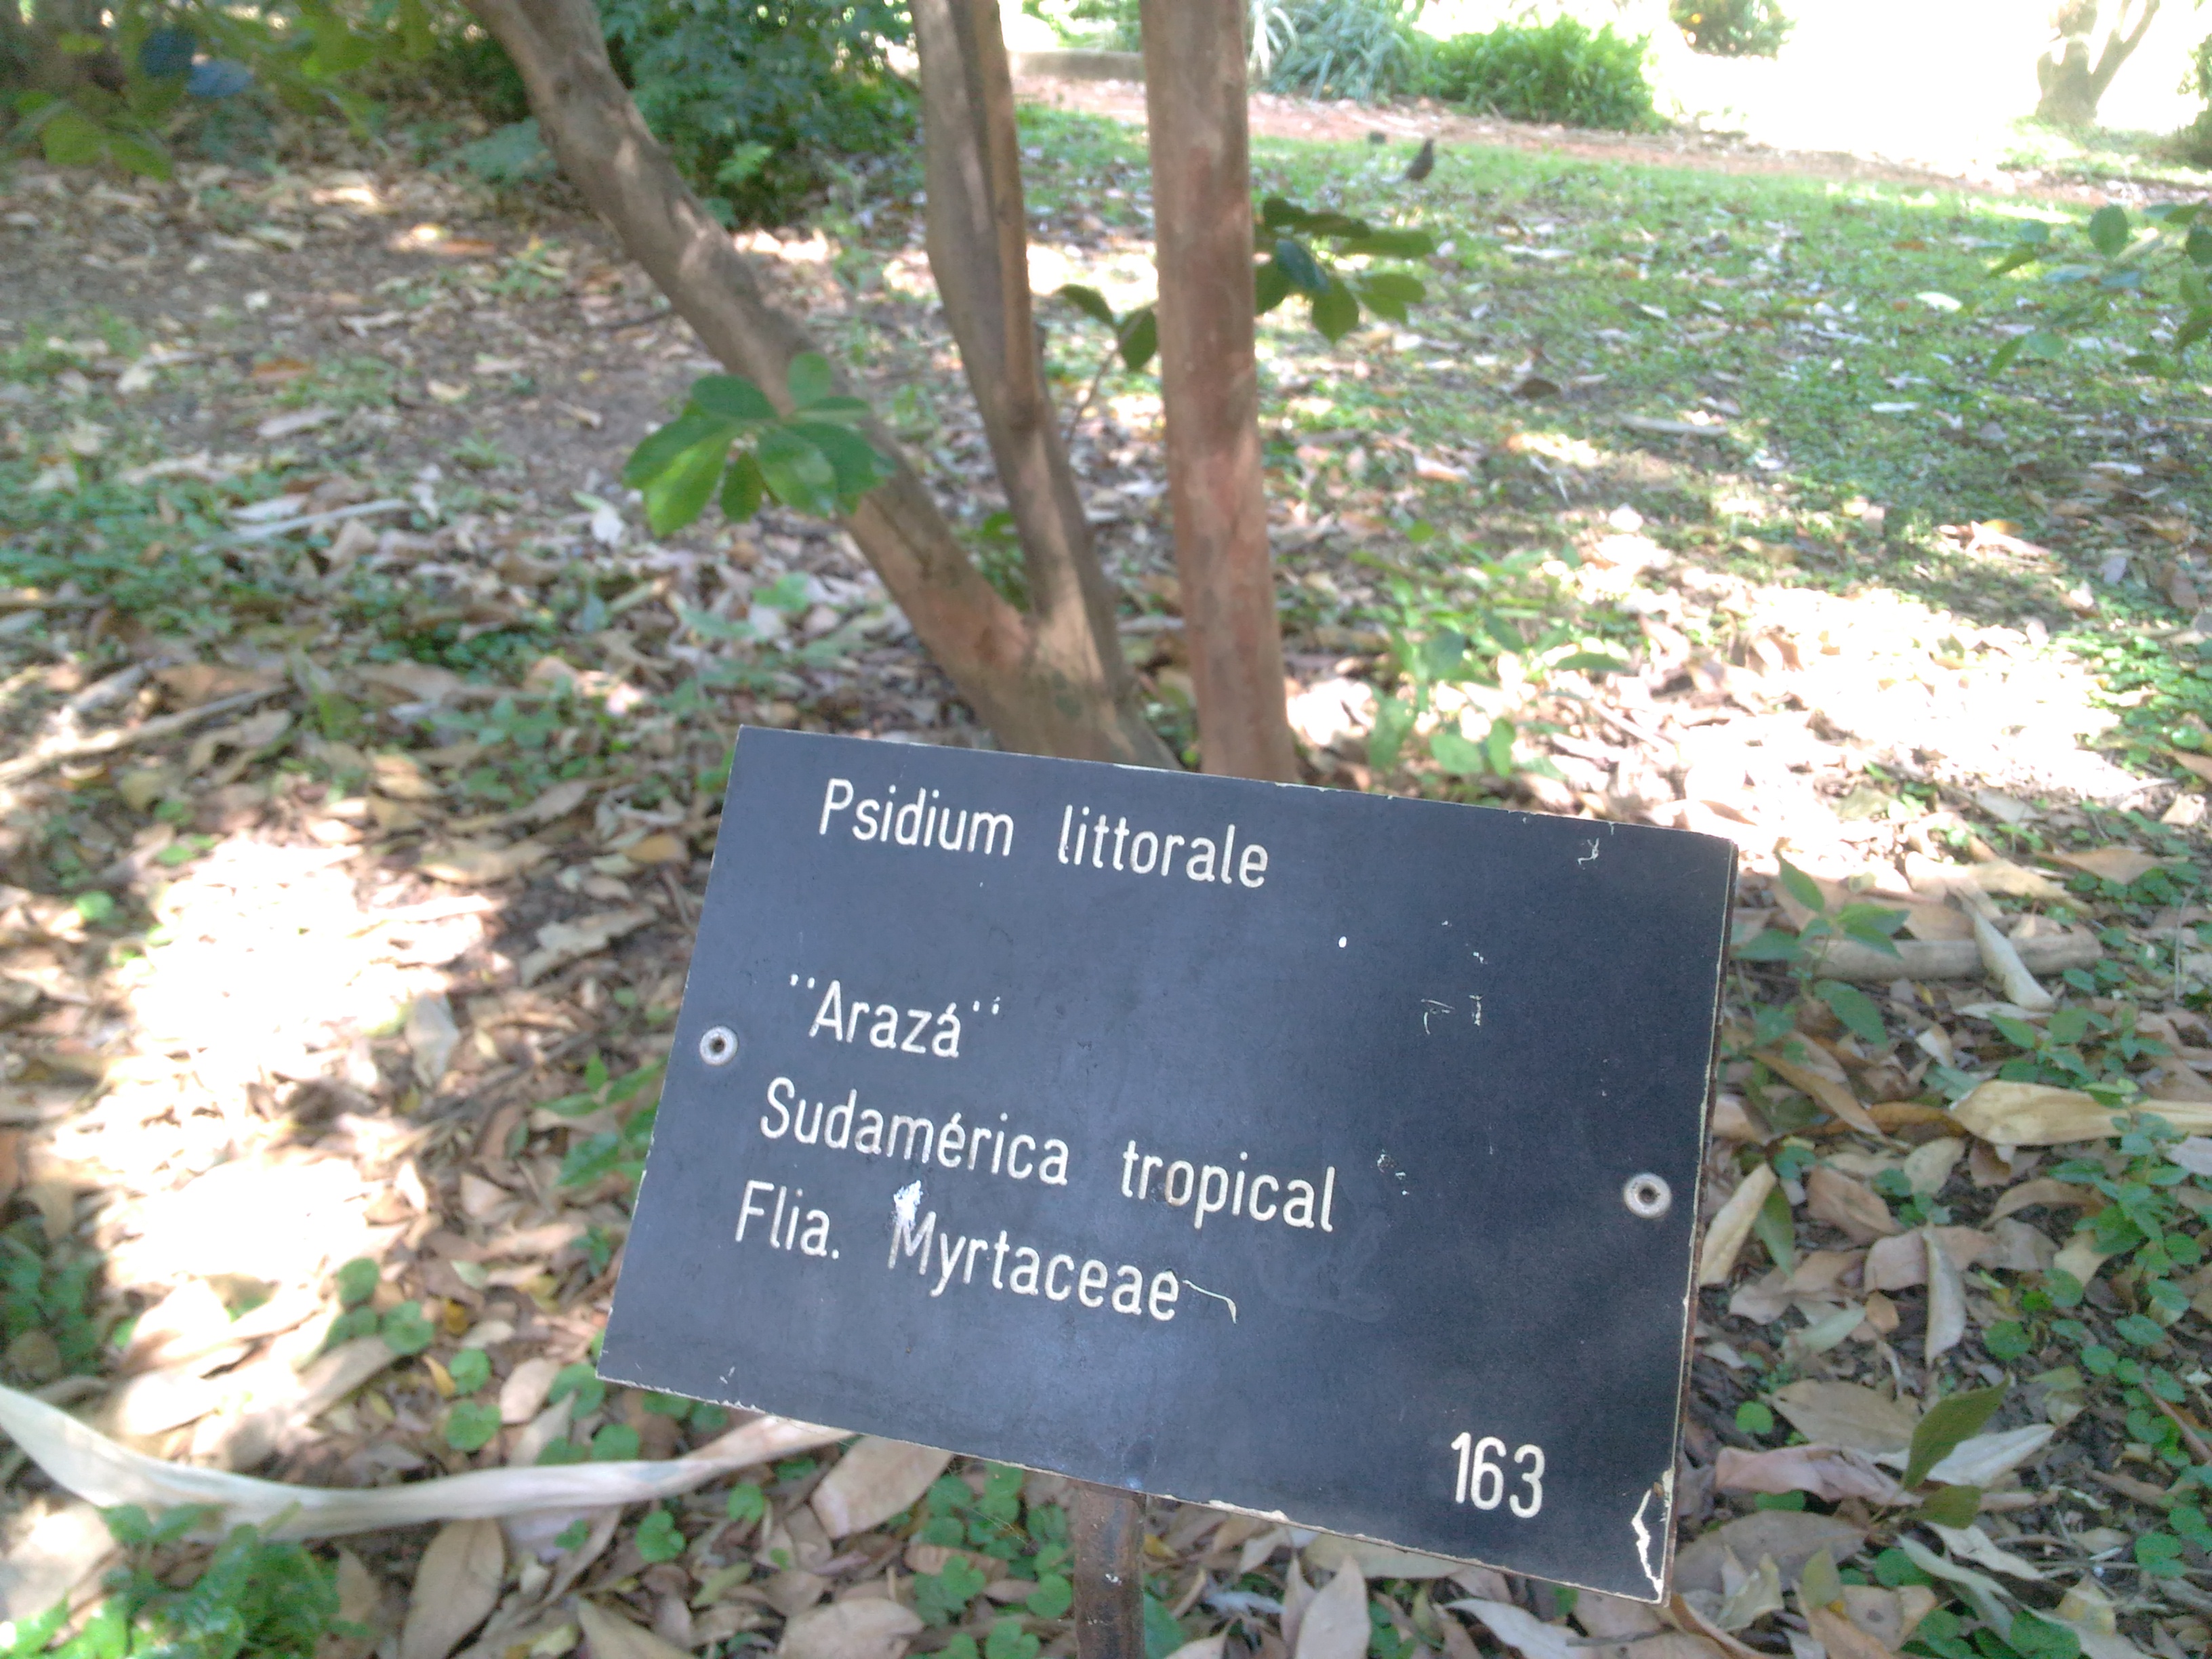 Psidium littorale
¨Arazá¨
Sudamérica tropical
Flia. Myrtaceae
163